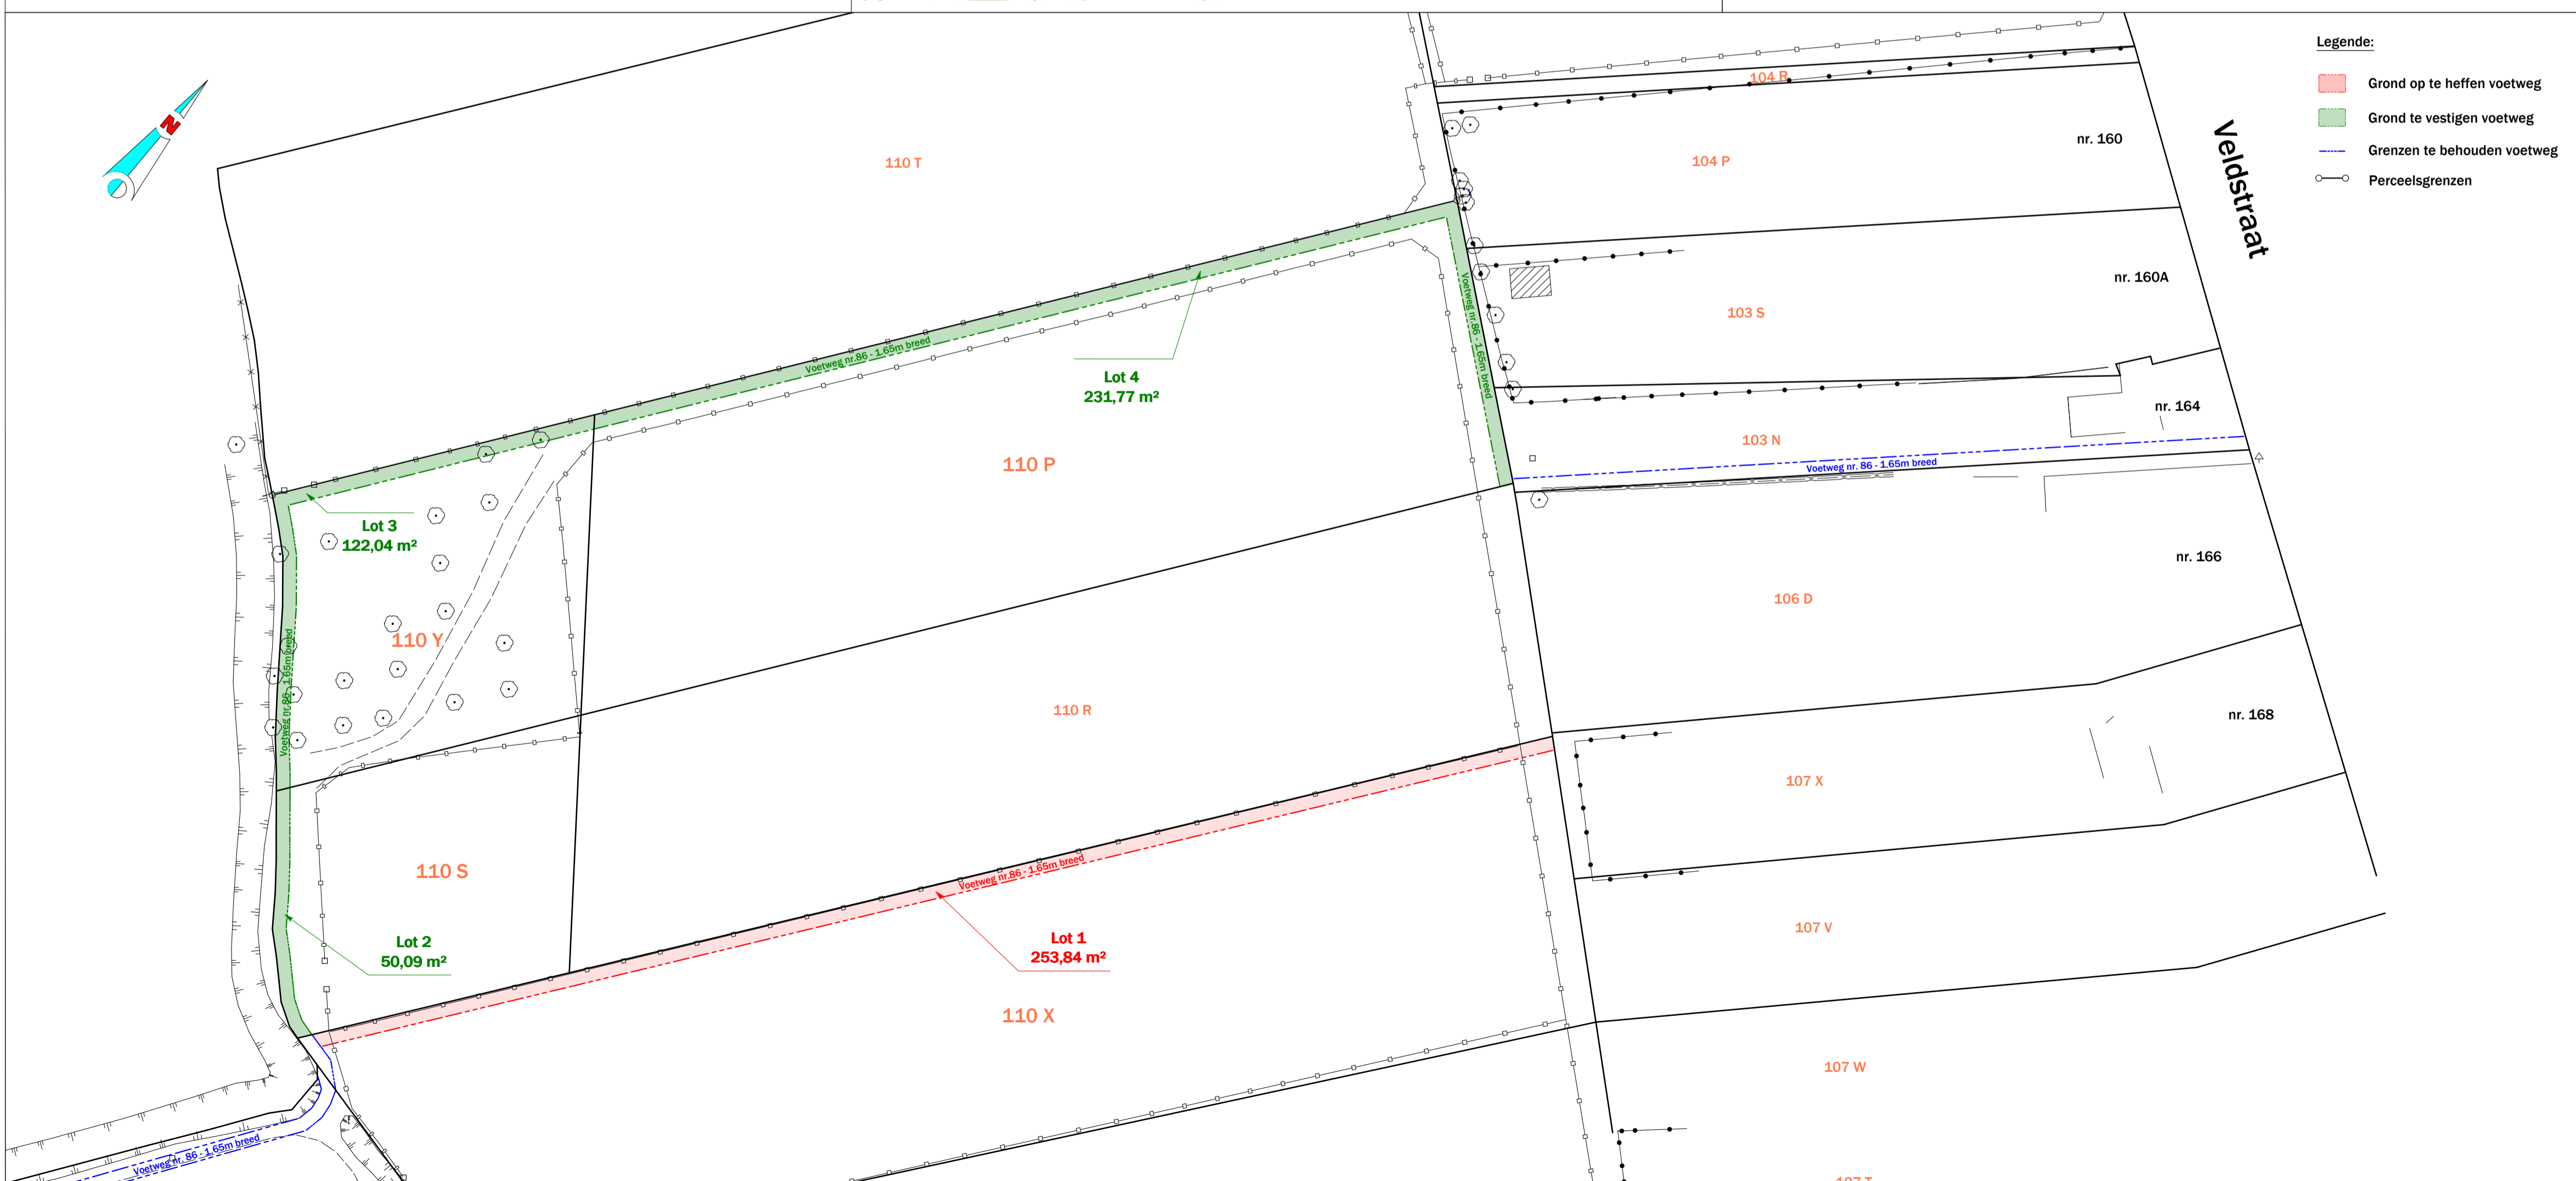 Legende:
Grond op te heffen voetweg
Grond te vestigen voetweg
Grenzen te behouden voetweg
Perceelsgrenzen
N
104 R
110 T
104 P
nr. 160
Veldstraat
nr. 160A
103 S
Voetweg nr.86 - 1.65m breed
Voetweg nr.86 - 1.65m breed
Lot 4
231,77 m²
nr. 164
103 N
Voetweg nr. 86 - 1.65m breed
110 P
Lot 3
122,04 m²
nr. 166
106 D
110 Y
Voetweg nr.86 - 1.65m breed
110 R
nr. 168
107 X
110 S
Voetweg nr.86 - 1.65m breed
Lot 2
50,09 m²
Lot 1
253,84 m²
107 V
110 X
107 W
Voetweg nr. 86 - 1.65m breed